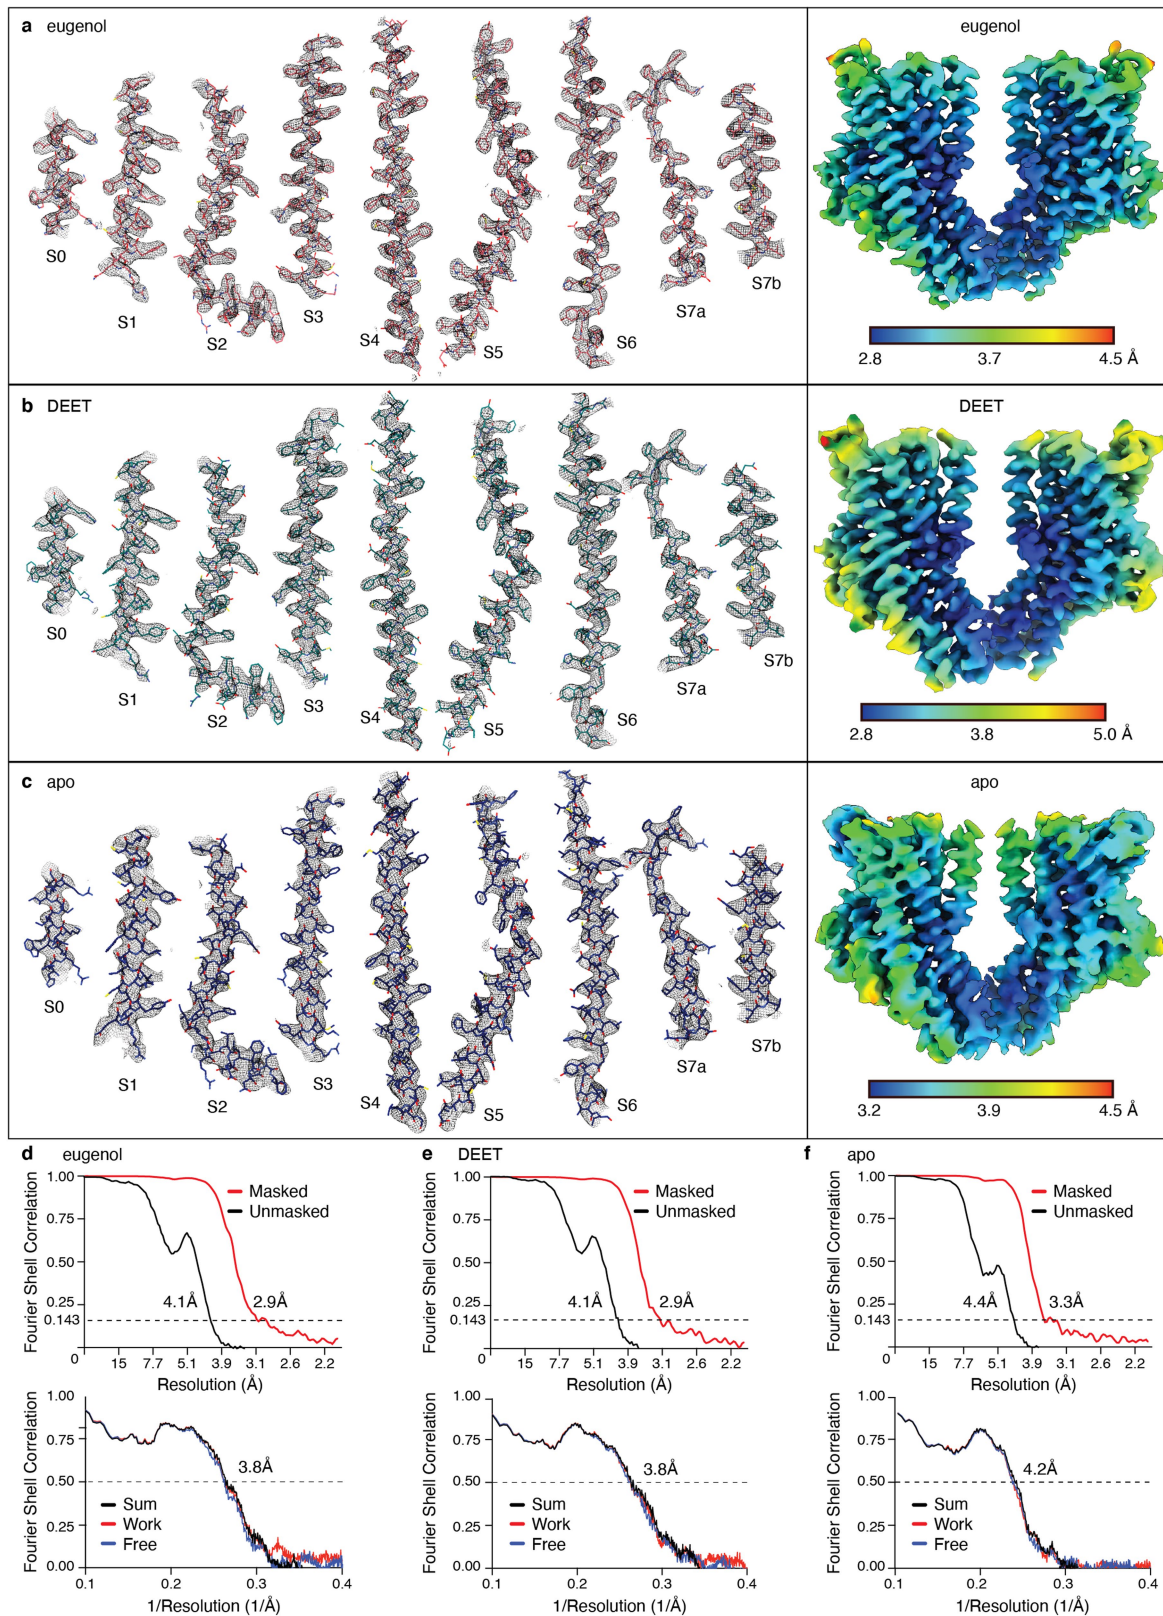 a eugenol
S0
S1
S2
S3
S4
S5
S6
S7a
S7b
eugenol
2.8 3.7 4.5 Å
b DEET
S0
S1
S2
S3
S4
S5
S6
S7a
S7b
DEET
2.8 3.8 5.0 Å
c apo
S0
S1
S2
S3
S4
S5
S6
S7a
S7b
apo
3.2 3.9 4.5 Å
d eugenol
Fourier Shell Correlation
1.00
0.75
0.50
0.25
0.143
0
Masked
Unmasked
4.1Å 2.9Å
15 7.7 5.1 3.9 3.1 2.6 2.2
Resolution (Å)
Fourier Shell Correlation
1.00
0.75
0.50
0.25
0.00
3.8Å
Sum
Work
Free
0.1 0.2 0.3 0.4
1/Resolution (1/Å)
e DEET
Fourier Shell Correlation
1.00
0.75
0.50
0.25
0.143
0
Masked
Unmasked
4.1Å 2.9Å
15 7.7 5.1 3.9 3.1 2.6 2.2
Resolution (Å)
Fourier Shell Correlation
1.00
0.75
0.50
0.25
0.00
3.8Å
Sum
Work
Free
0.1 0.2 0.3 0.4
1/Resolution (1/Å)
f apo
Fourier Shell Correlation
1.00
0.75
0.50
0.25
0.143
0
Masked
Unmasked
4.4Å 3.3Å
15 7.7 5.1 3.9 3.1 2.6 2.2
Resolution (Å)
Fourier Shell Correlation
1.00
0.75
0.50
0.25
0.00
4.2Å
Sum
Work
Free
0.1 0.2 0.3 0.4
1/Resolution (1/Å)